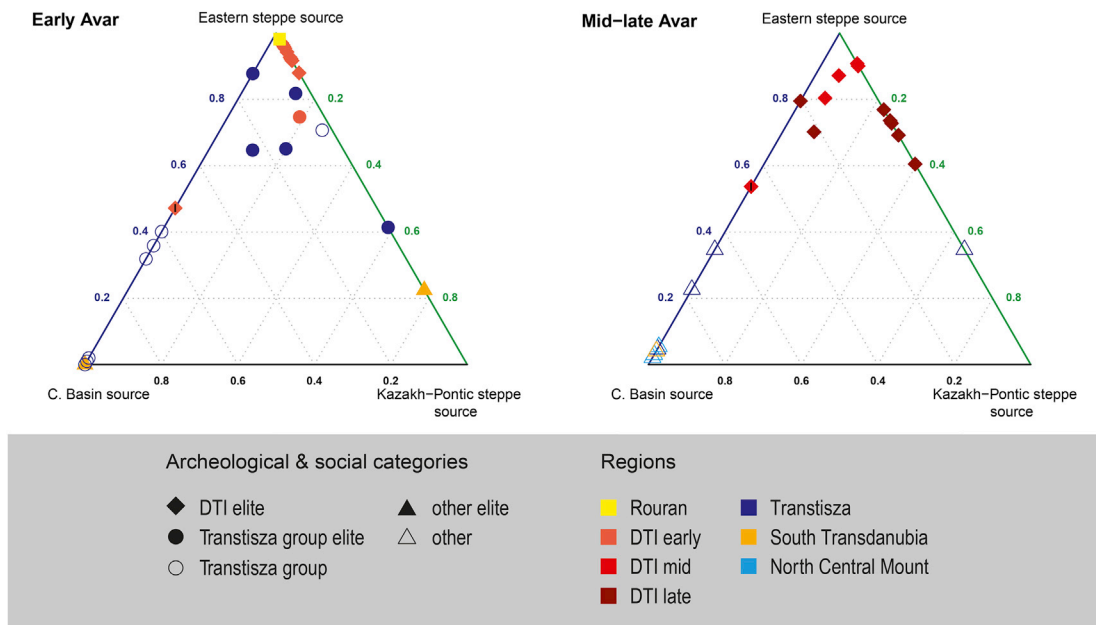 Early Avar
Eastern steppe source
0.8
0.2
0.6
0.4
0.4
0.6
0.2
0.8
0.8
0.6
0.4
0.2
C. Basin source
Kazakh−Pontic steppe
source
Mid−late Avar
Eastern steppe source
0.8
0.2
0.6
0.4
0.4
0.6
0.2
0.8
0.8
0.6
0.4
0.2
C. Basin source
Kazakh−Pontic steppe
source
Archeological & social categories
DTI elite
Transtisza group elite
Transtisza group
other elite
other
Regions
Rouran
DTI early
DTI mid
DTI late
Transtisza
South Transdanubia
North Central Mount